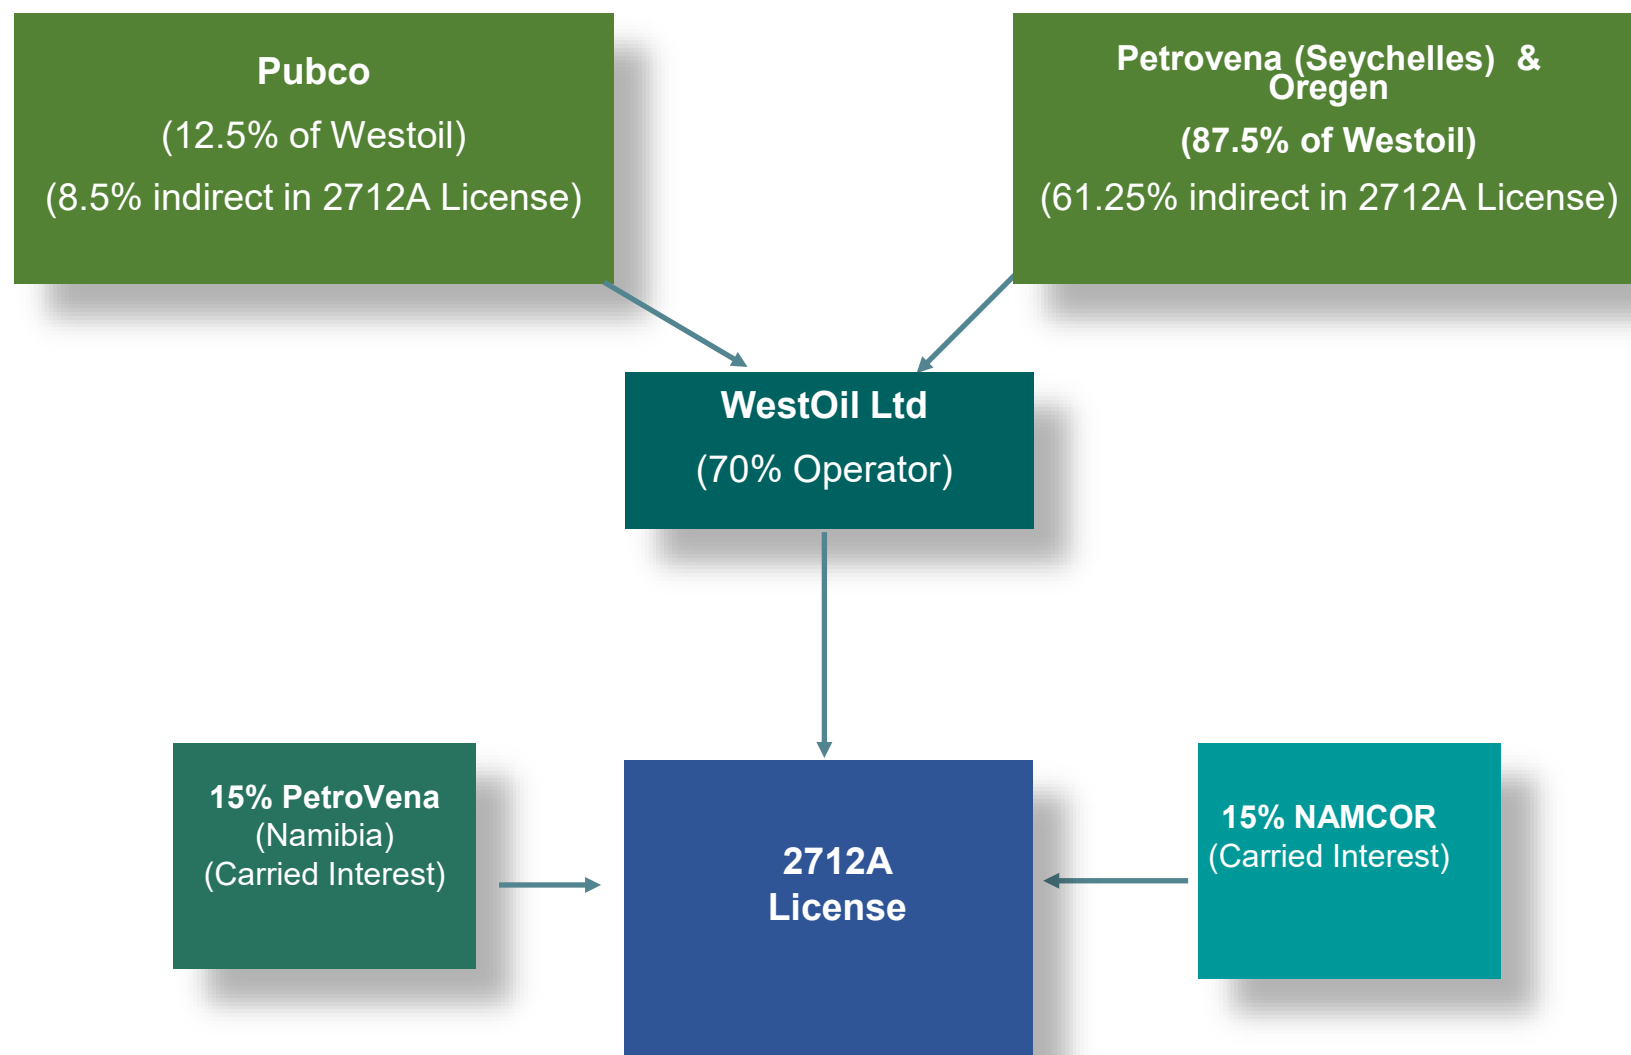 Pubco
(12.5% of Westoil)
(8.5% indirect in 2712A License)
Petrovena (Seychelles) &
Oregen
(87.5% of Westoil)
(61.25% indirect in 2712A License)
WestOil Ltd
(70% Operator)
15% PetroVena
(Namibia)
(Carried Interest)
2712A
License
15% NAMCOR
(Carried Interest)